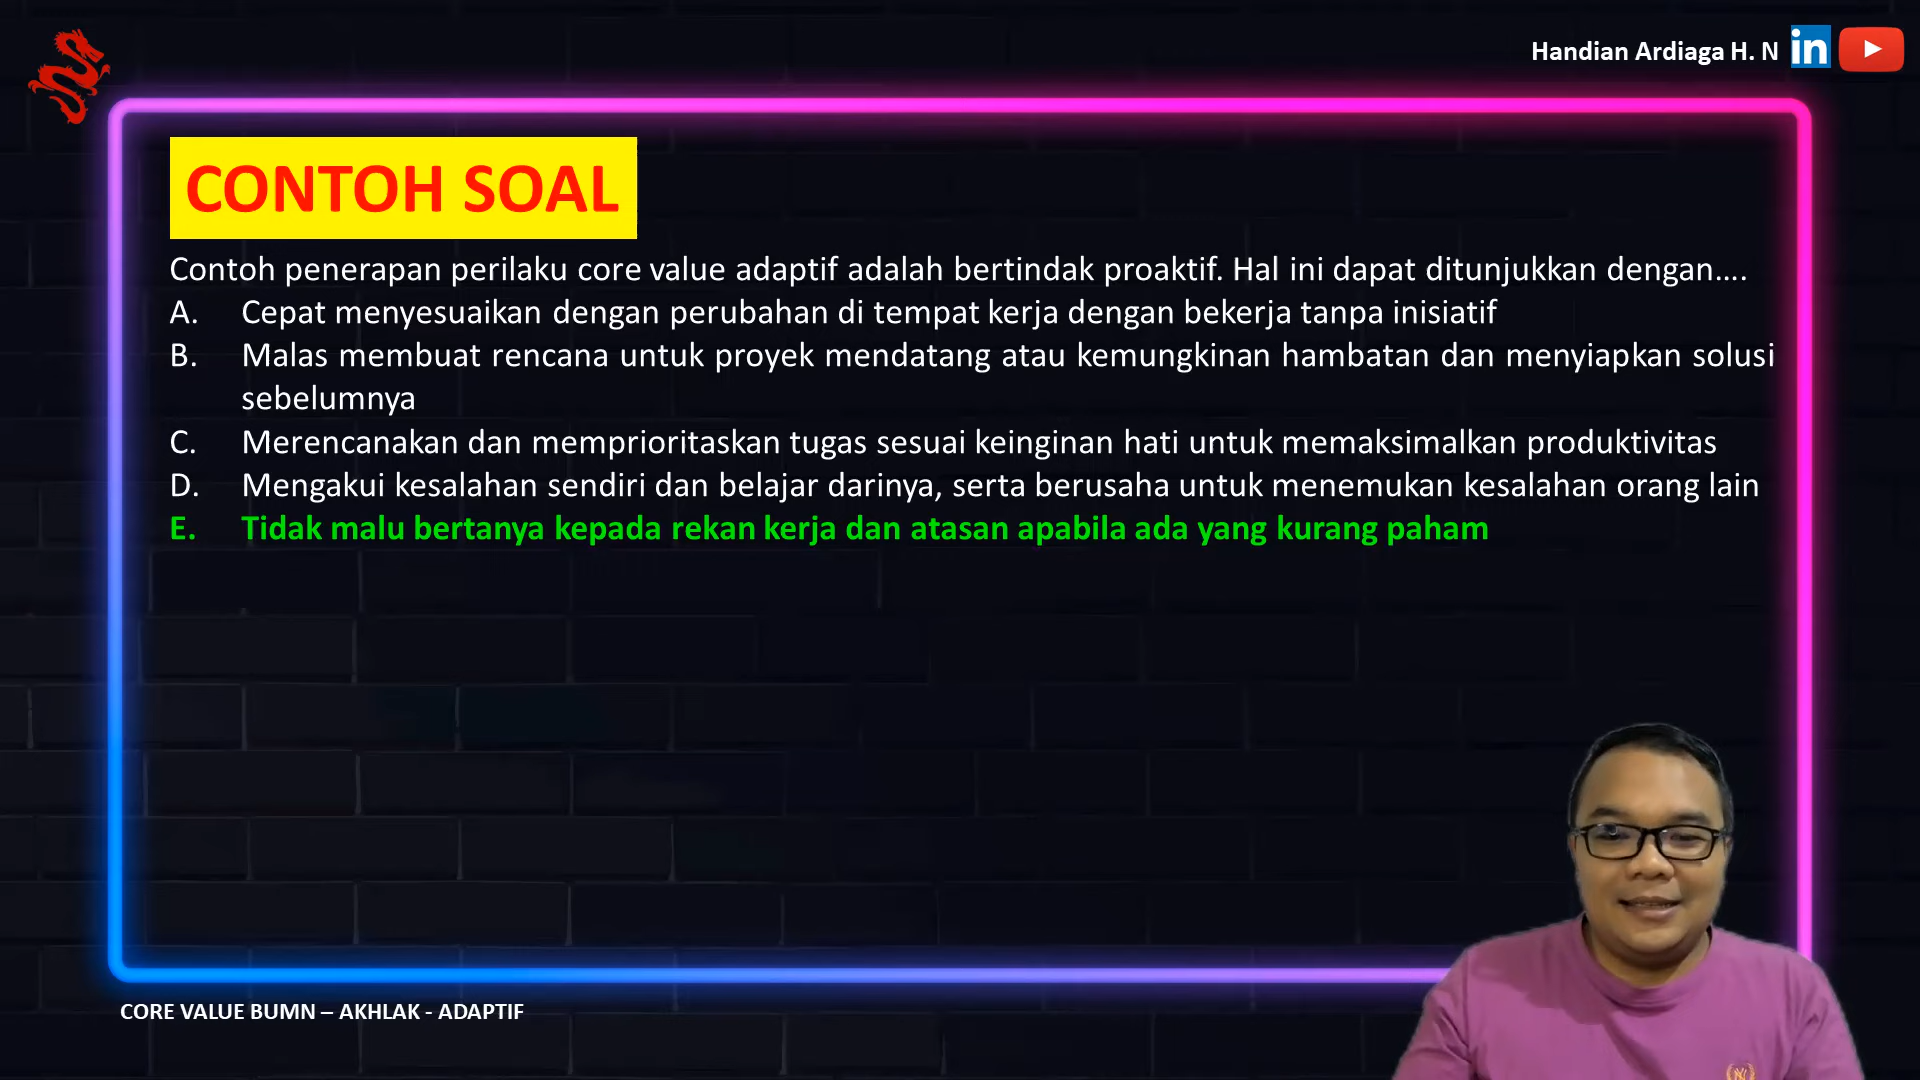 Handian Ardiaga H. N
CONTOH SOAL
Contoh penerapan perilaku core value adaptif adalah bertindak proaktif. Hal ini dapat ditunjukkan dengan....
A. Cepat menyesuaikan dengan perubahan di tempat kerja dengan bekerja tanpa inisiatif
B. Malas membuat rencana untuk proyek mendatang atau kemungkinan hambatan dan menyiapkan solusi
sebelumnya
C. Merencanakan dan memprioritaskan tugas sesuai keinginan hati untuk memaksimalkan produktivitas
D. Mengakui kesalahan sendiri dan belajar darinya, serta berusaha untuk menemukan kesalahan orang lain
E. Tidak malu bertanya kepada rekan kerja dan atasan apabila ada yang kurang paham
CORE VALUE BUMN – AKHLAK - ADAPTIF